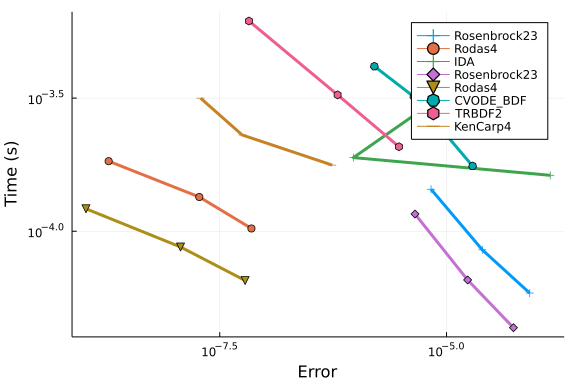 Rosenbrock23
Rodas4
IDA
Rosenbrock23
Rodas4
CVODE_BDF
TRBDF2
KenCarp4
10^−3.5
10^−4.0
Time (s)
10^−7.5
10^−5.0
Error